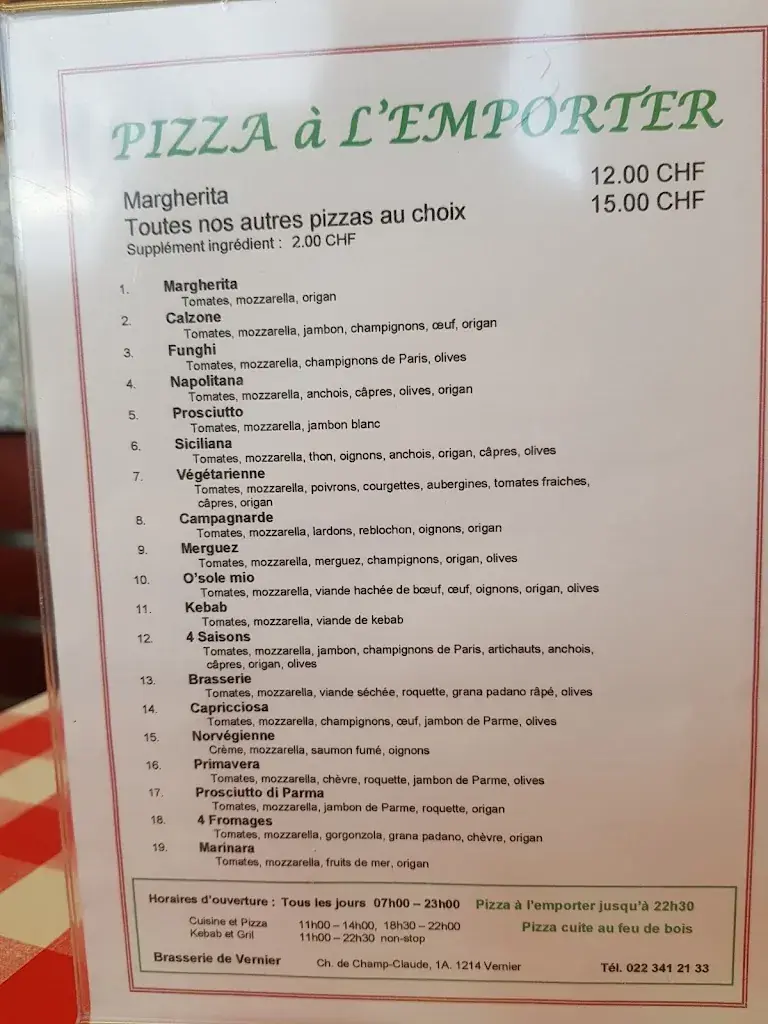 PIZZA à L'EMPORTER
Margherita 12.00 CHF
Toutes nos autres pizzas au choix 15.00 CHF
Supplément ingrédient : 2.00 CHF
1. Margherita
Tomates, mozzarella, origan
2. Calzone
Tomates, mozzarella, jambon, champignons, œuf, origan
3. Funghi
Tomates, mozzarella, champignons de Paris, olives
4. Napolitana
Tomates, mozzarella, anchois, câpres, olives, origan
5. Prosciutto
Tomates, mozzarella, jambon blanc
6. Siciliana
Tomates, mozzarella, thon, oignons, anchois, origan, câpres, olives
7. Végétarienne
Tomates, mozzarella, poivrons, courgettes, aubergines, tomates fraiches,
câpres, origan
8. Campagnarde
Tomates, mozzarella, lardons, reblochon, oignons, origan
9. Merguez
Tomates, mozzarella, merguez, champignons, origan, olives
10. O'sole mio
Tomates, mozzarella, viande hachée de bœuf, œuf, oignons, origan, olives
11. Kebab
Tomates, mozzarella, viande de kebab
12. 4 Saisons
Tomates, mozzarella, jambon, champignons de Paris, artichauts, anchois,
câpres, origan, olives
13. Brasserie
Tomates, mozzarella, viande séchée, roquette, grana padano râpé, olives
14. Capricciosa
Tomates, mozzarella, champignons, œuf, jambon de Parme, olives
15. Norvégienne
Crème, mozzarella, saumon fumé, oignons
16. Primavera
Tomates, mozzarella, chèvre, roquette, jambon de Parme, olives
17. Prosciutto di Parma
Tomates, mozzarella, jambon de Parme, roquette, origan
18. 4 Fromages
Tomates, mozzarella, gorgonzola, grana padano, chèvre, origan
19. Marinara
Tomates, mozzarella, fruits de mer, origan
Horaires d'ouverture : Tous les jours 07h00 – 23h00 Pizza à l'emporter jusqu'à 22h30
Cuisine et Pizza 11h00 – 14h00, 18h30 – 22h00 Pizza cuite au feu de bois
Kebab et Gril 11h00 – 22h30 non-stop
Brasserie de Vernier Ch. de Champ-Claude, 1A. 1214 Vernier Tél. 022 341 21 33